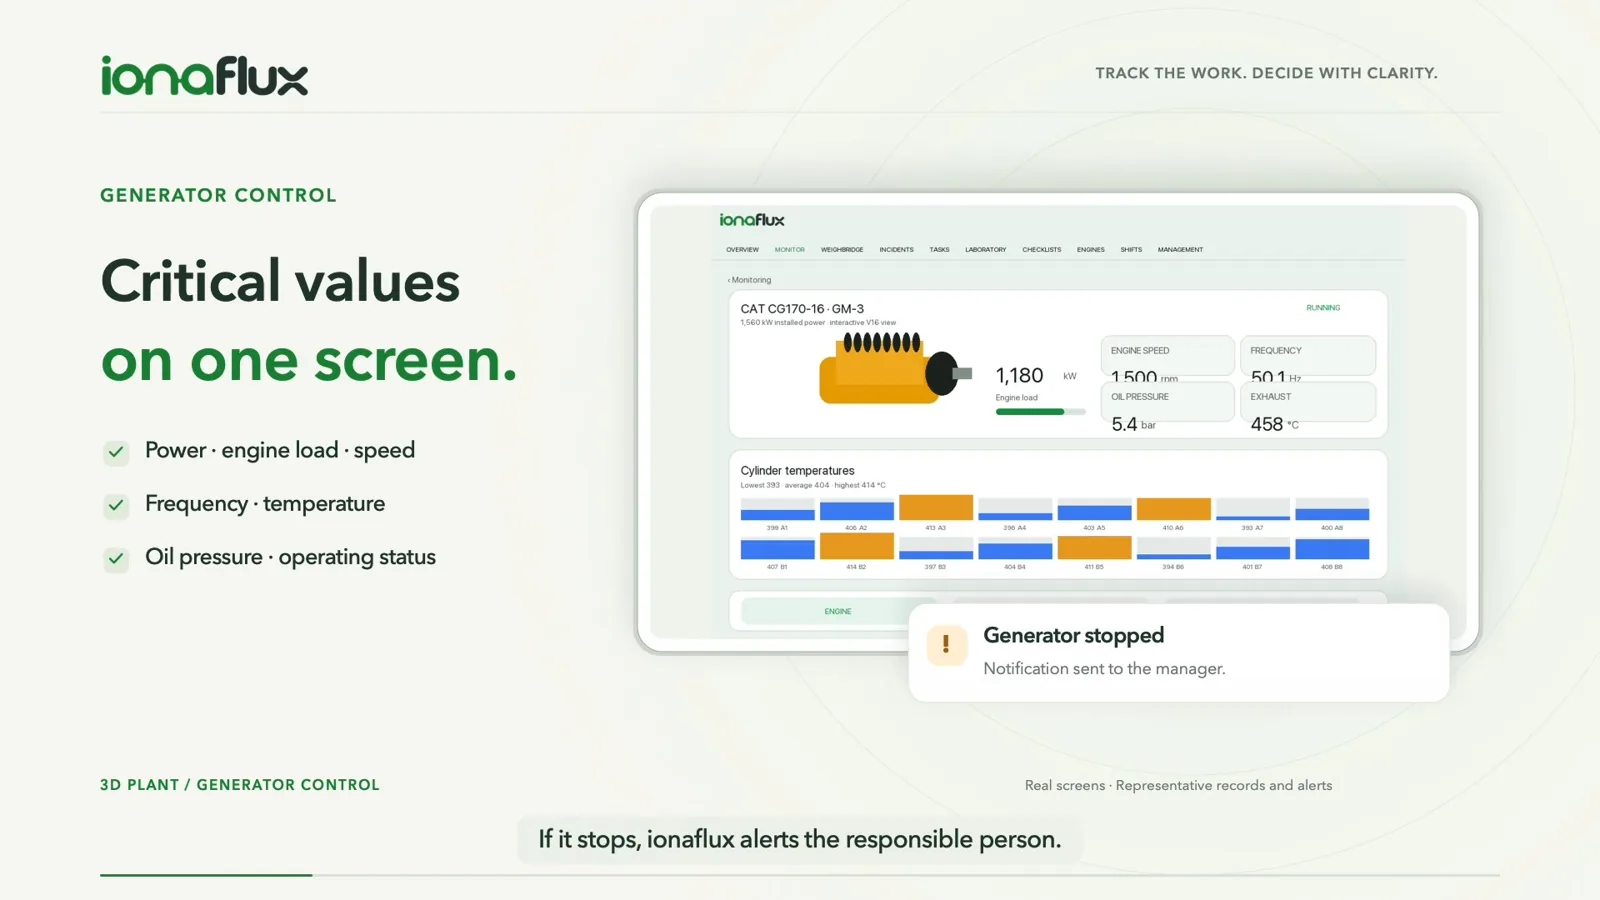 ionaflux
TRACK THE WORK. DECIDE WITH CLARITY.
GENERATOR CONTROL
Critical values
on one screen.
Power · engine load · speed
Frequency · temperature
Oil pressure · operating status
ionaflux
OVERVIEW MONITOR WEIGHBRIDGE INCIDENTS TASKS LABORATORY CHECKLISTS ENGINES SHIFTS MANAGEMENT
‹ Monitoring
CAT CG170-16 · GM-3
RUNNING
1,560 kW installed power · interactive V16 view
1,180 kW
Engine load
ENGINE SPEED
1,500 rpm
FREQUENCY
50.1 Hz
OIL PRESSURE
5.4 bar
EXHAUST
458 °C
Cylinder temperatures
Lowest 393 · average 404 · highest 414 °C
399 A1 406 A2 413 A3 396 A4 403 A5 410 A6 393 A7 400 A8
407 B1 414 B2 397 B3 404 B4 411 B5 394 B6 401 B7 408 B8
ENGINE
!
Generator stopped
Notification sent to the manager.
3D PLANT / GENERATOR CONTROL
Real screens · Representative records and alerts
If it stops, ionaflux alerts the responsible person.